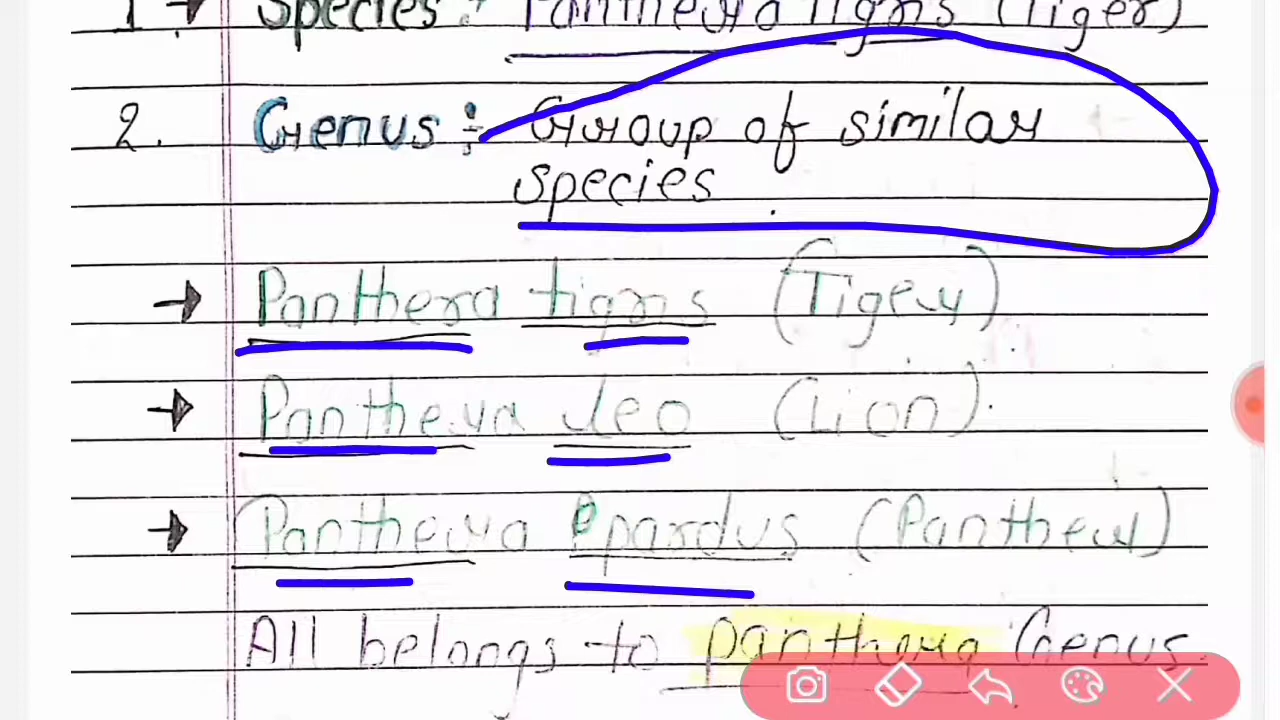 1 → Species : Panthera tigris (Tiger)
2. Genus : Group of similar
species.
→ Panthera tigris (Tiger)
→ Panthera leo (Lion).
→ Panthera pardus (Panther)
All belongs to panthera Genus.